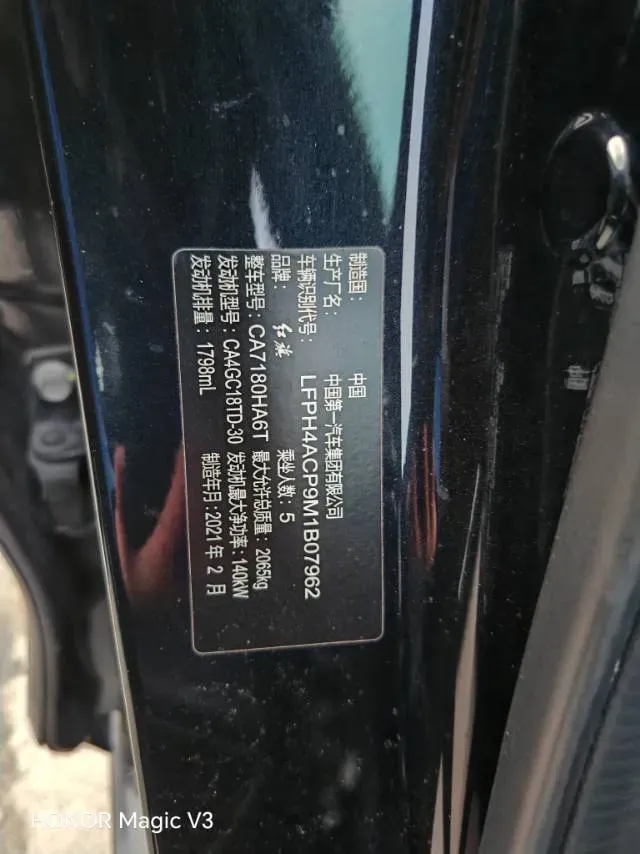 制造国： 中国
生产厂名： 中国第一汽车集团有限公司
车辆识别代号： LFPH4ACP9M1B07962
品牌： 红旗 乘坐人数：5
整车型号：CA7180HA6T 最大允许总质量：2065kg
发动机型号：CA4GC18TD-30 发动机最大净功率：140kW
发动机排量：1798mL 制造年月：2021年 2 月
HONOR Magic V3